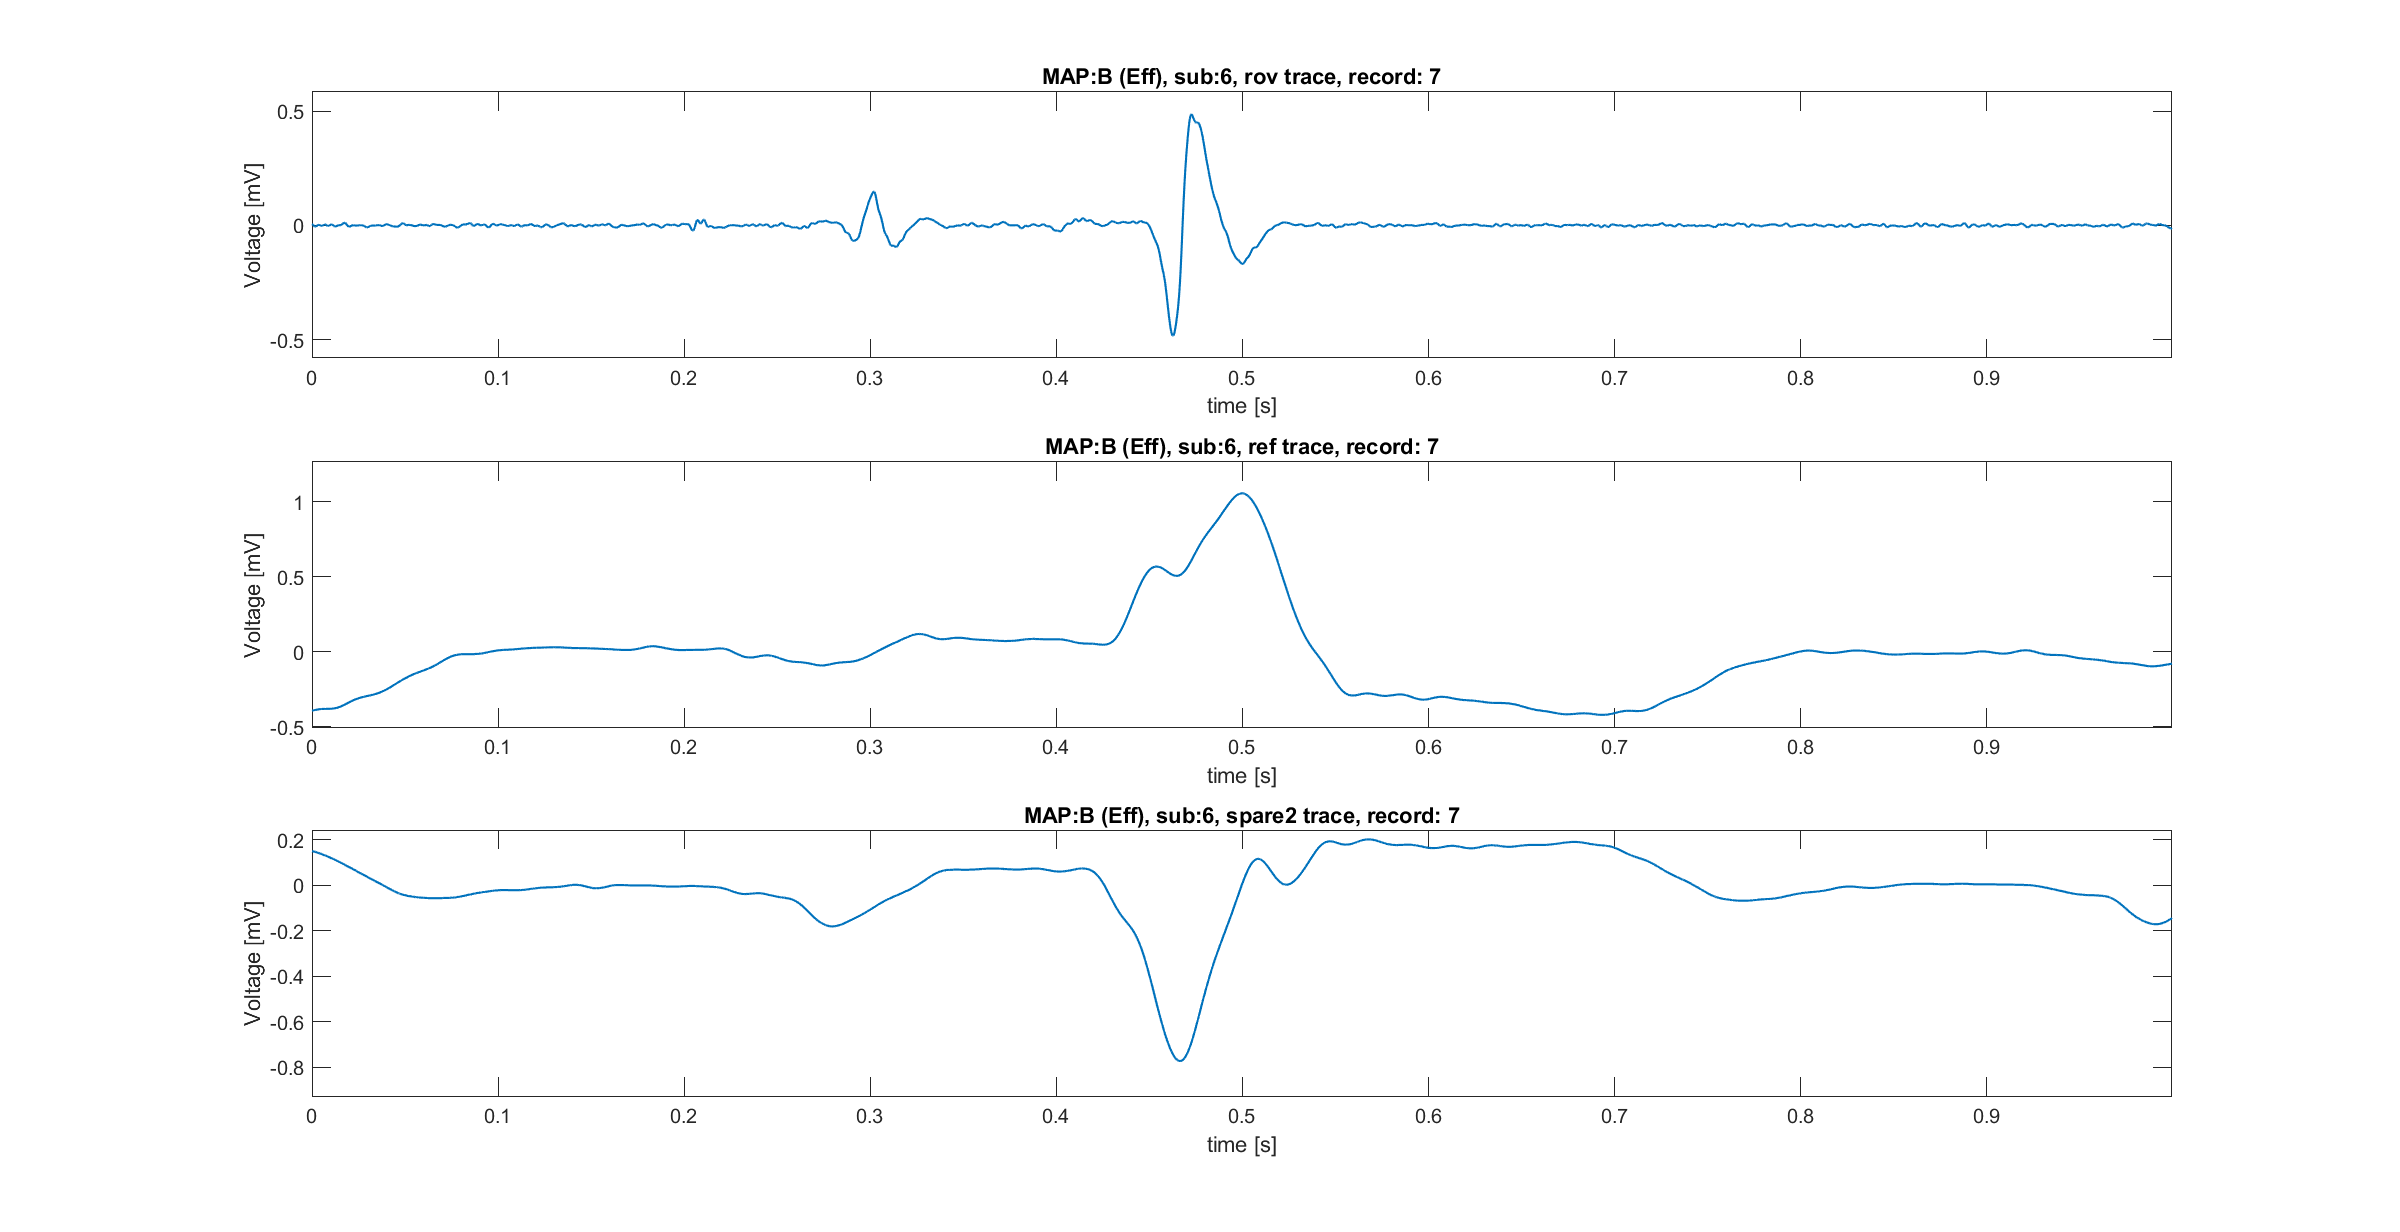 MAP:B (Eff), sub:6, rov trace, record: 7
Voltage [mV]
0.5
0
-0.5
0 0.1 0.2 0.3 0.4 0.5 0.6 0.7 0.8 0.9
time [s]
MAP:B (Eff), sub:6, ref trace, record: 7
Voltage [mV]
1
0.5
0
-0.5
0 0.1 0.2 0.3 0.4 0.5 0.6 0.7 0.8 0.9
time [s]
MAP:B (Eff), sub:6, spare2 trace, record: 7
Voltage [mV]
0.2
0
-0.2
-0.4
-0.6
-0.8
0 0.1 0.2 0.3 0.4 0.5 0.6 0.7 0.8 0.9
time [s]